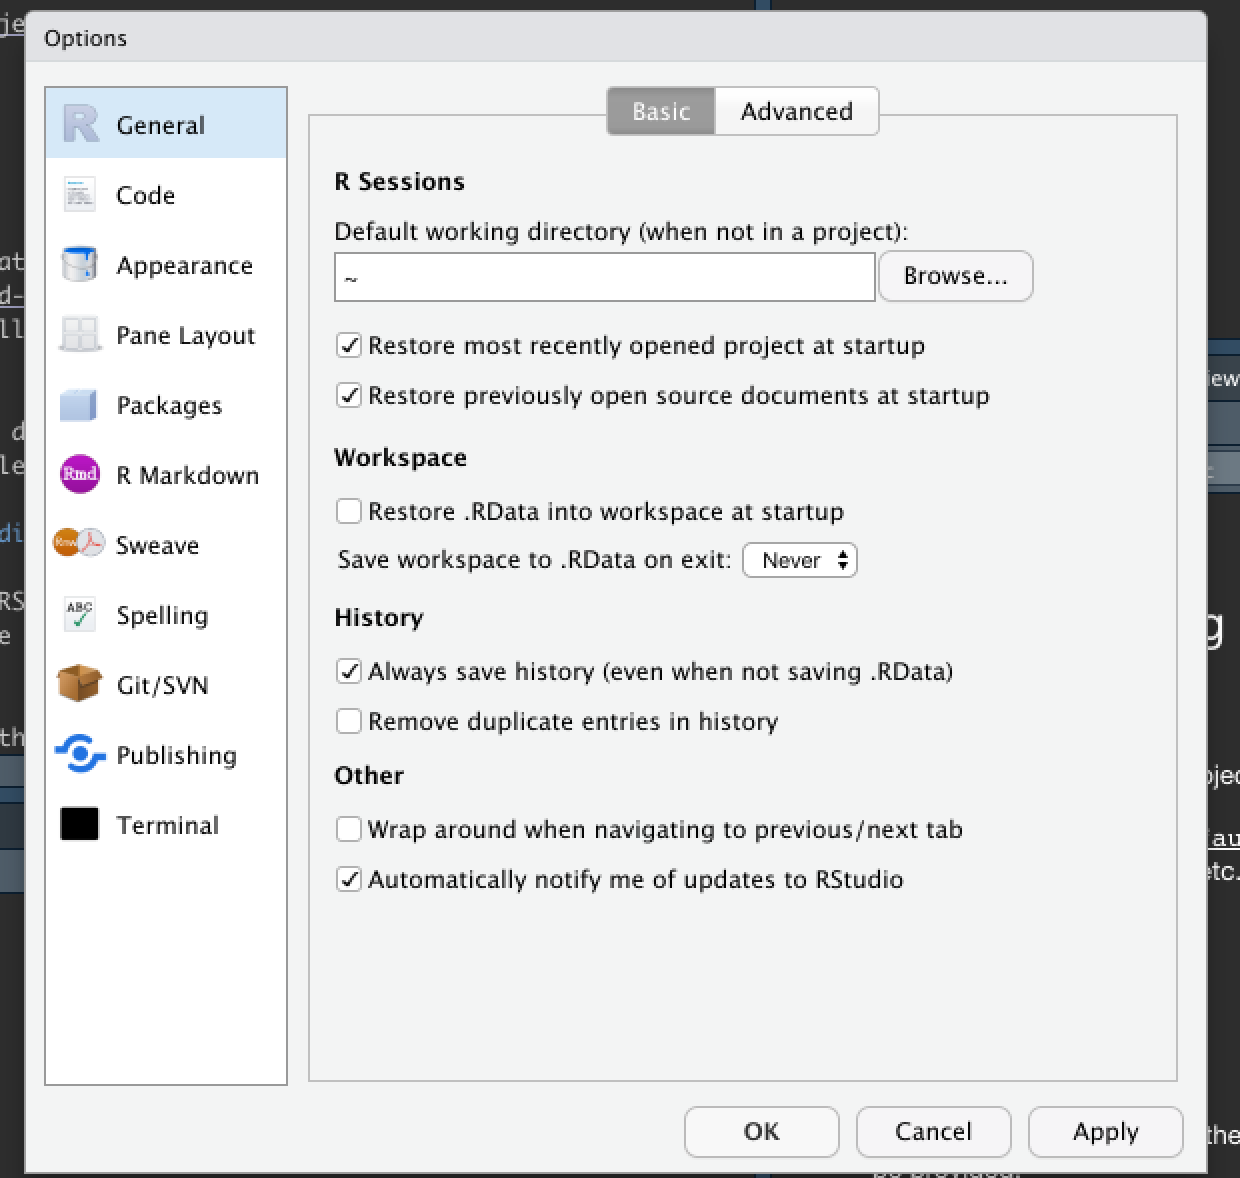 Options
General
Code
Appearance
Pane Layout
Packages
Rmd
R Markdown
Rnw
Sweave
ABC
Spelling
Git/SVN
Publishing
Terminal
Basic
Advanced
R Sessions
Default working directory (when not in a project):
~
Browse...
Restore most recently opened project at startup
Restore previously open source documents at startup
Workspace
Restore .RData into workspace at startup
Save workspace to .RData on exit: Never
History
Always save history (even when not saving .RData)
Remove duplicate entries in history
Other
Wrap around when navigating to previous/next tab
Automatically notify me of updates to RStudio
OK
Cancel
Apply